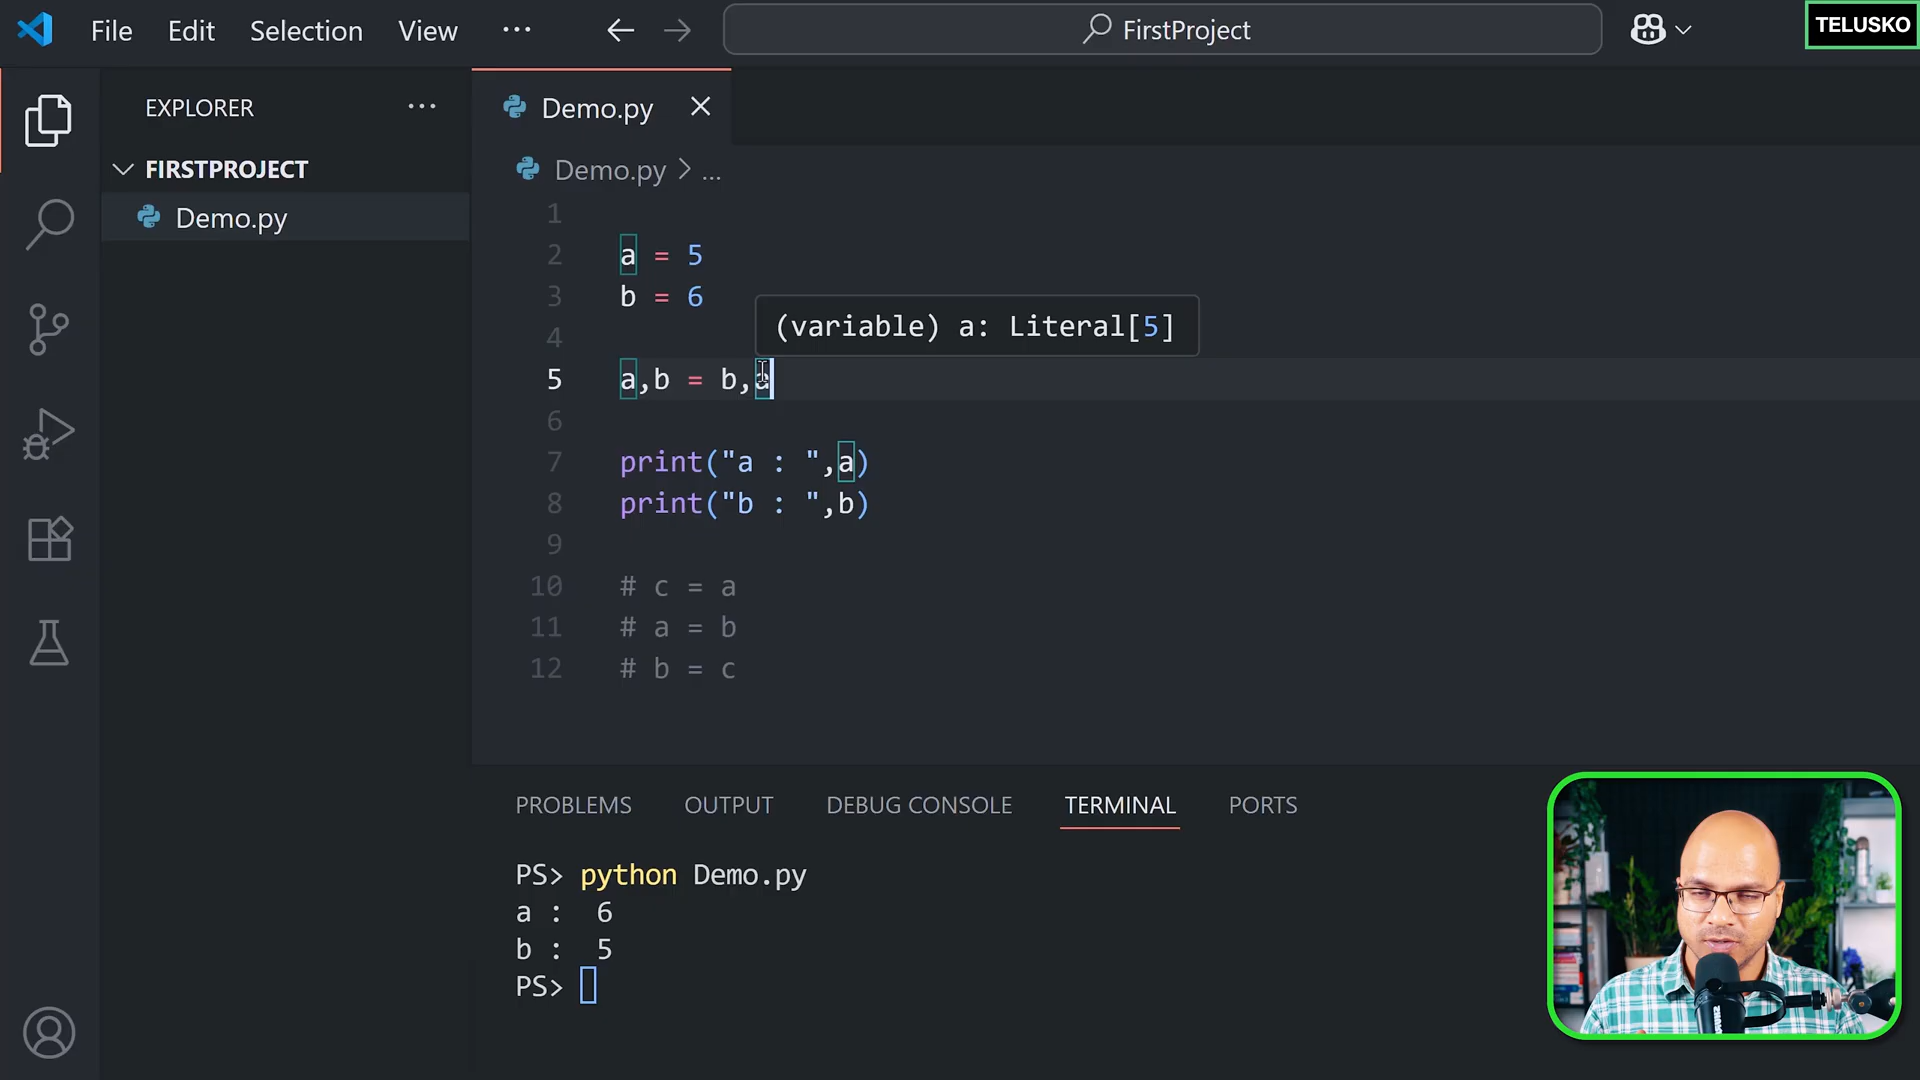 File Edit Selection View ... FirstProject
TELUSKO
EXPLORER ...
FIRSTPROJECT
Demo.py
Demo.py
Demo.py > ...
1
2 a = 5
3 b = 6
(variable) a: Literal[5]
4
5 a,b = b,a
6
7 print("a : ",a)
8 print("b : ",b)
9
10 # c = a
11 # a = b
12 # b = c
PROBLEMS OUTPUT DEBUG CONSOLE TERMINAL PORTS
PS> python Demo.py
a :  6
b :  5
PS>